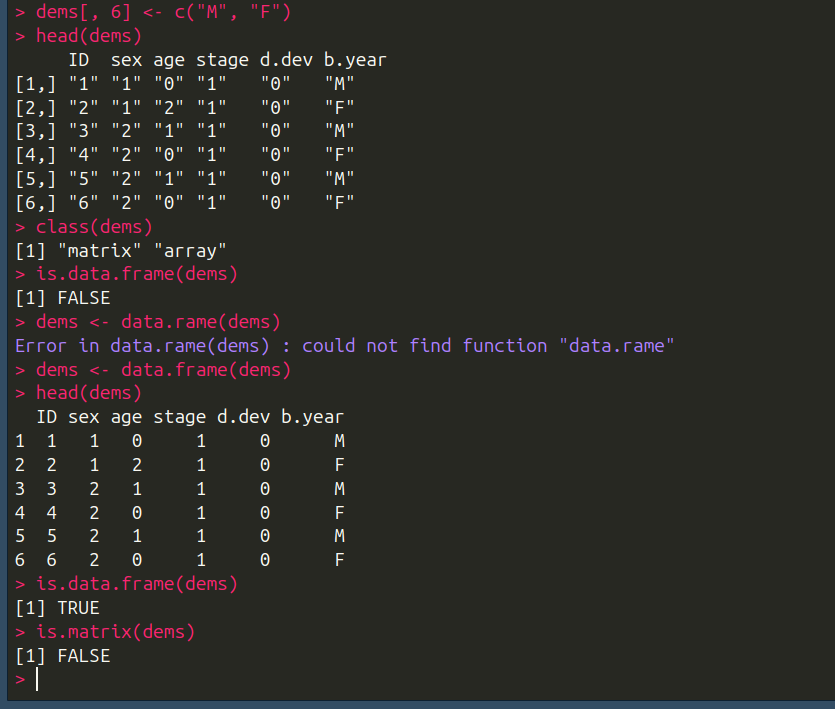 > dems[, 6] <- c("M", "F")
> head(dems)
     ID  sex age stage d.dev b.year
[1,] "1" "1" "0" "1"   "0"   "M"
[2,] "2" "1" "2" "1"   "0"   "F"
[3,] "3" "2" "1" "1"   "0"   "M"
[4,] "4" "2" "0" "1"   "0"   "F"
[5,] "5" "2" "1" "1"   "0"   "M"
[6,] "6" "2" "0" "1"   "0"   "F"
> class(dems)
[1] "matrix" "array"
> is.data.frame(dems)
[1] FALSE
> dems <- data.rame(dems)
Error in data.rame(dems) : could not find function "data.rame"
> dems <- data.frame(dems)
> head(dems)
  ID sex age stage d.dev b.year
1  1   1   0     1     0      M
2  2   1   2     1     0      F
3  3   2   1     1     0      M
4  4   2   0     1     0      F
5  5   2   1     1     0      M
6  6   2   0     1     0      F
> is.data.frame(dems)
[1] TRUE
> is.matrix(dems)
[1] FALSE
>